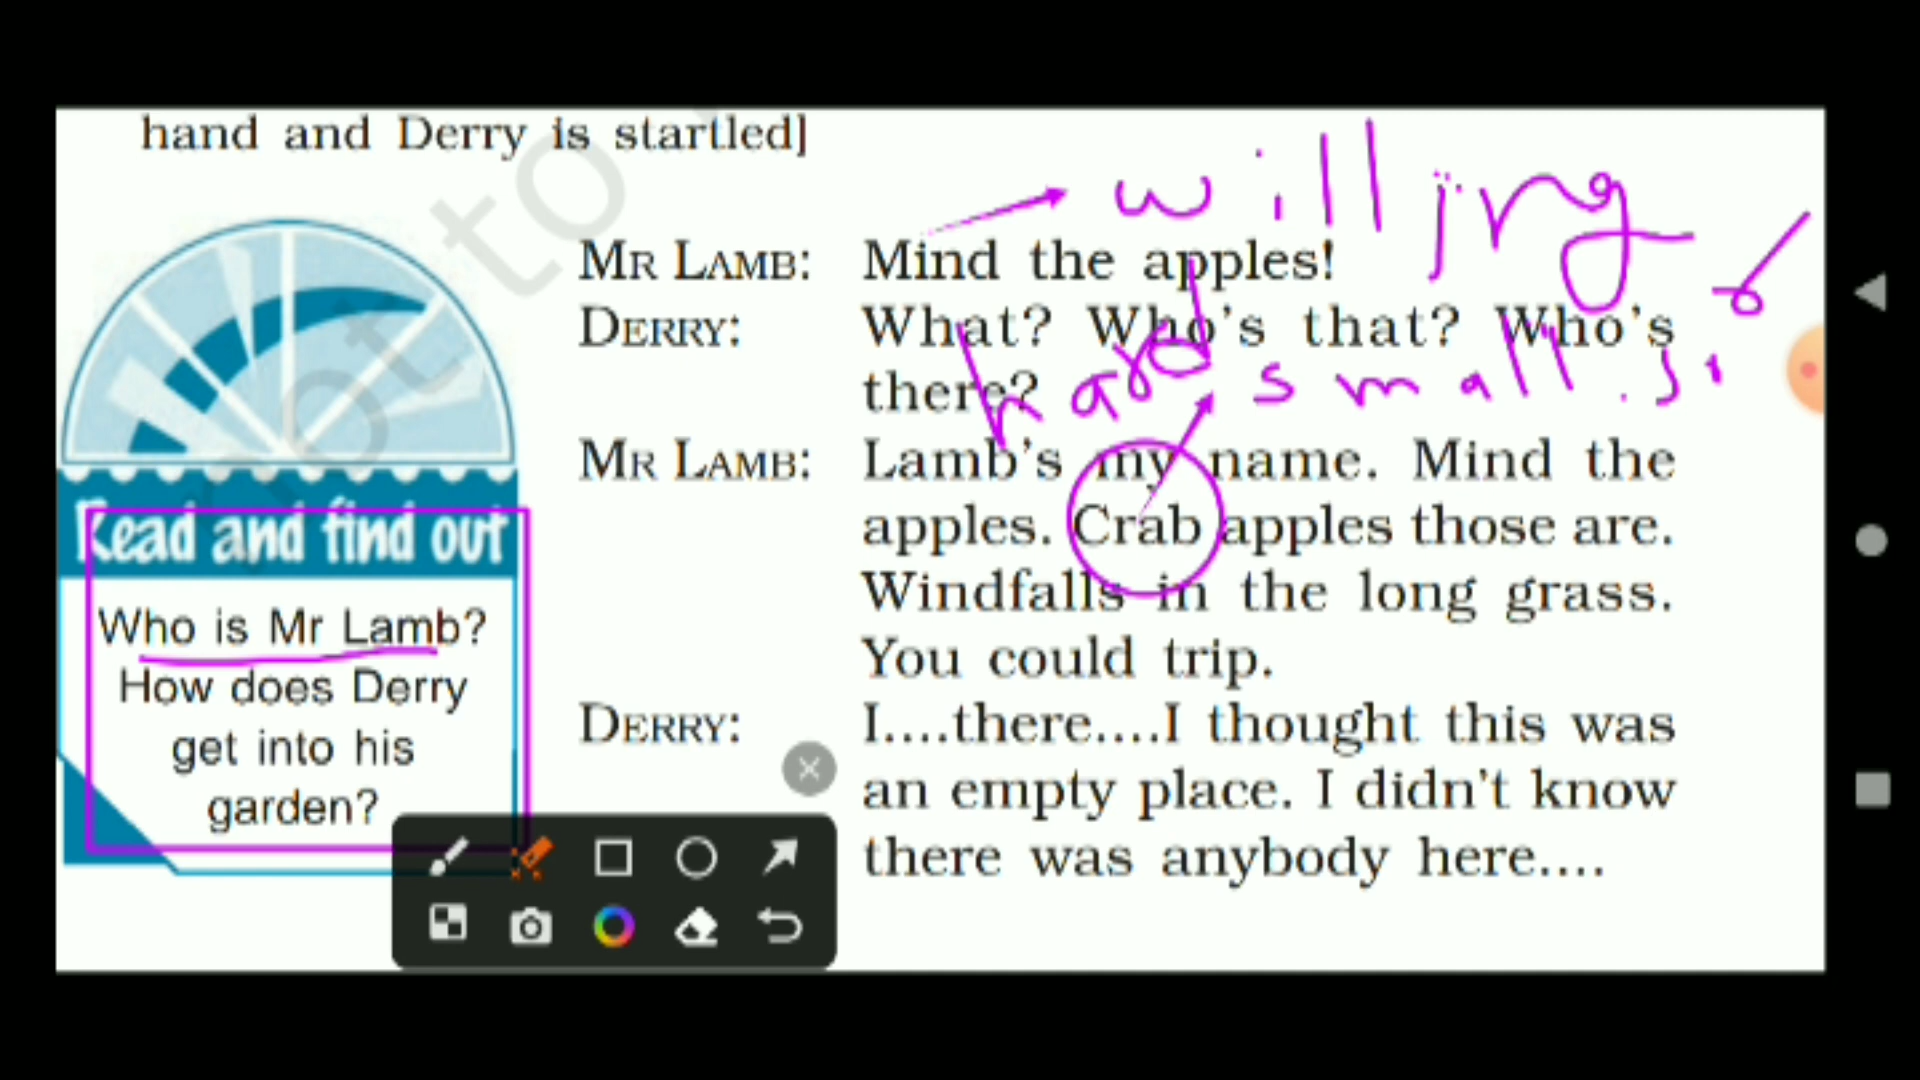 hand and Derry is startled]
willing
MR LAMB: Mind the apples!
DERRY: What? Who's that? Who's
there?
hard small
MR LAMB: Lamb's my name. Mind the
apples. Crab apples those are.
Windfalls in the long grass.
You could trip.
DERRY: I....there....I thought this was
an empty place. I didn't know
there was anybody here....
Read and find out
Who is Mr Lamb?
How does Derry
get into his
garden?
not to